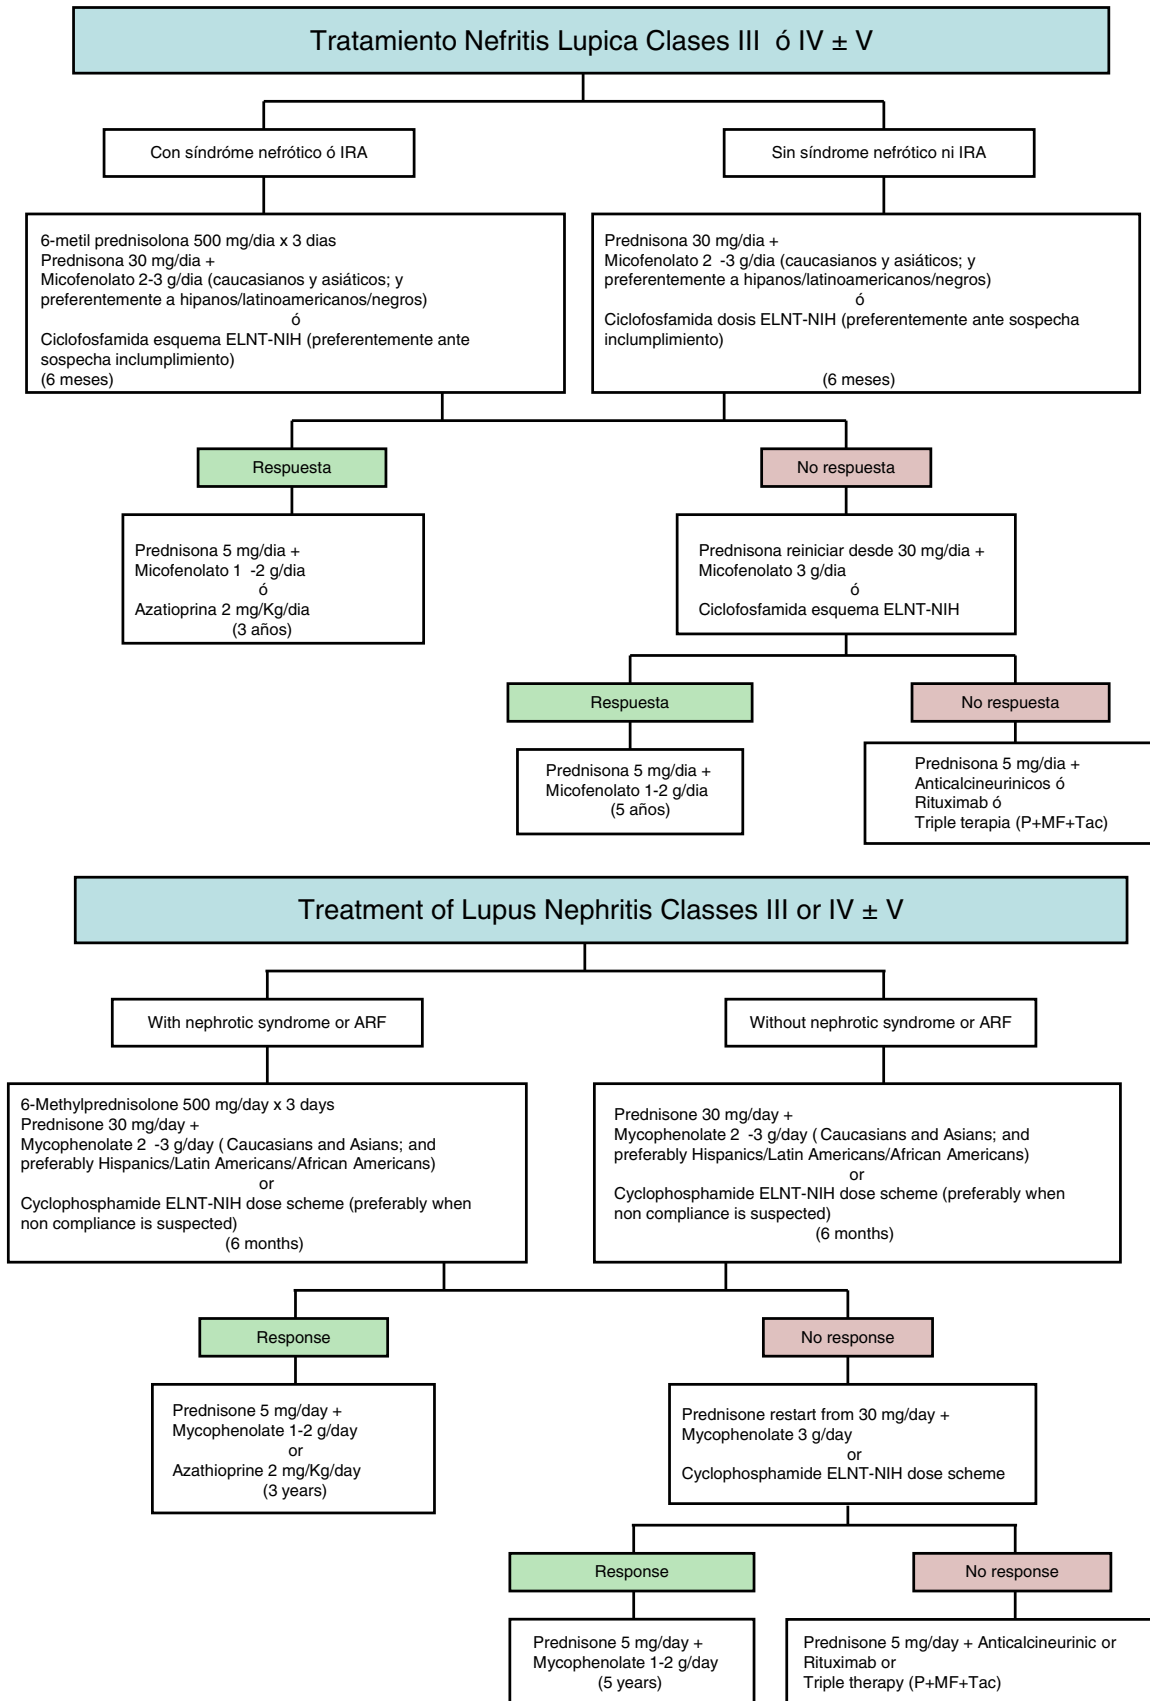 Tratamiento Nefritis Lupica Clases III ó IV ± V
Con síndróme nefrótico ó IRA
Sin síndrome nefrótico ni IRA
6-metil prednisolona 500 mg/dia x 3 dias
Prednisona 30 mg/dia +
Micofenolato 2-3 g/dia (caucasianos y asiáticos; y
preferentemente a hipanos/latinoamericanos/negros)
ó
Ciclofosfamida esquema ELNT-NIH (preferentemente ante
sospecha inclumplimiento)
(6 meses)
Prednisona 30 mg/dia +
Micofenolato 2 -3 g/dia (caucasianos y asiáticos; y
preferentemente a hipanos/latinoamericanos/negros)
ó
Ciclofosfamida dosis ELNT-NIH (preferentemente ante sospecha
inclumplimiento)
(6 meses)
Respuesta
No respuesta
Prednisona 5 mg/dia +
Micofenolato 1 -2 g/dia
ó
Azatioprina 2 mg/Kg/dia
(3 años)
Prednisona reiniciar desde 30 mg/dia +
Micofenolato 3 g/dia
ó
Ciclofosfamida esquema ELNT-NIH
Respuesta
No respuesta
Prednisona 5 mg/dia +
Micofenolato 1-2 g/dia
(5 años)
Prednisona 5 mg/dia +
Anticalcineurinicos ó
Rituximab ó
Triple terapia (P+MF+Tac)
Treatment of Lupus Nephritis Classes III or IV ± V
With nephrotic syndrome or ARF
Without nephrotic syndrome or ARF
6-Methylprednisolone 500 mg/day x 3 days
Prednisone 30 mg/day +
Mycophenolate 2 -3 g/day ( Caucasians and Asians; and
preferably Hispanics/Latin Americans/African Americans)
or
Cyclophosphamide ELNT-NIH dose scheme (preferably when
non compliance is suspected)
(6 months)
Prednisone 30 mg/day +
Mycophenolate 2 -3 g/day ( Caucasians and Asians; and
preferably Hispanics/Latin Americans/African Americans)
or
Cyclophosphamide ELNT-NIH dose scheme (preferably when
non compliance is suspected)
(6 months)
Response
No response
Prednisone 5 mg/day +
Mycophenolate 1-2 g/day
or
Azathioprine 2 mg/Kg/day
(3 years)
Prednisone restart from 30 mg/day +
Mycophenolate 3 g/day
or
Cyclophosphamide ELNT-NIH dose scheme
Response
No response
Prednisone 5 mg/day +
Mycophenolate 1-2 g/day
(5 years)
Prednisone 5 mg/day + Anticalcineurinic or
Rituximab or
Triple therapy (P+MF+Tac)